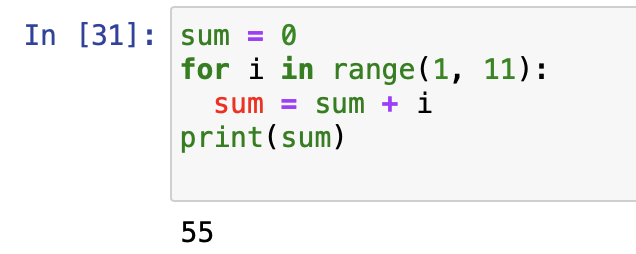 In [31]: sum = 0
for i in range(1, 11):
  sum = sum + i
print(sum)
55